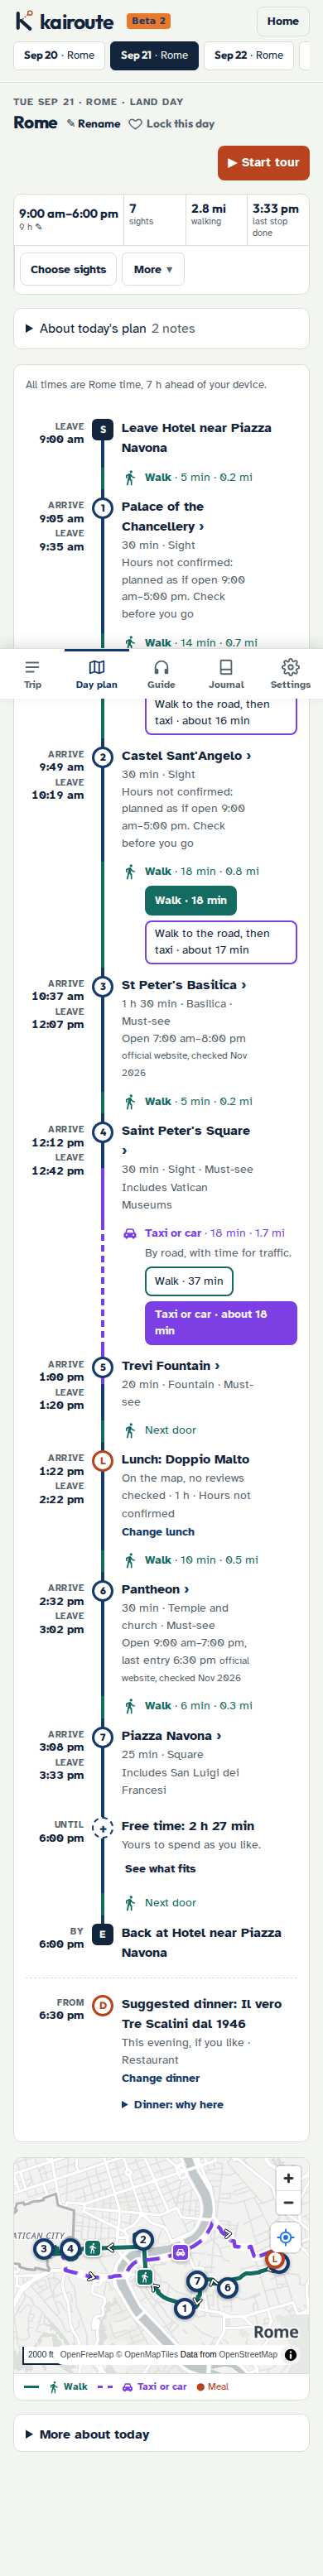 kairoute
Beta 2
Home
Sep 20 · Rome
Sep 21 · Rome
Sep 22 · Rome
TUE SEP 21 · ROME · LAND DAY
Rome
✎ Rename
Lock this day
▶ Start tour
9:00 am–6:00 pm
9 h ✎
7
sights
2.8 mi
walking
3:33 pm
last stop
done
Choose sights
More ▾
▶ About today's plan 2 notes
All times are Rome time, 7 h ahead of your device.
LEAVE
9:00 am
S
Leave Hotel near Piazza
Navona
Walk · 5 min · 0.2 mi
ARRIVE
9:05 am
LEAVE
9:35 am
1
Palace of the
Chancellery ›
30 min · Sight
Hours not confirmed:
planned as if open 9:00
am–5:00 pm. Check
before you go
Walk · 14 min · 0.7 mi
Trip
Day plan
Guide
Journal
Settings
Walk to the road, then
taxi · about 16 min
ARRIVE
9:49 am
LEAVE
10:19 am
2
Castel Sant'Angelo ›
30 min · Sight
Hours not confirmed:
planned as if open 9:00
am–5:00 pm. Check
before you go
Walk · 18 min · 0.8 mi
Walk · 18 min
Walk to the road, then
taxi · about 17 min
ARRIVE
10:37 am
LEAVE
12:07 pm
3
St Peter's Basilica ›
1 h 30 min · Basilica ·
Must-see
Open 7:00 am–8:00 pm
official website, checked Nov
2026
Walk · 5 min · 0.2 mi
ARRIVE
12:12 pm
LEAVE
12:42 pm
4
Saint Peter's Square
›
30 min · Sight · Must-see
Includes Vatican
Museums
Taxi or car · 18 min · 1.7 mi
By road, with time for traffic.
Walk · 37 min
Taxi or car · about 18
min
ARRIVE
1:00 pm
LEAVE
1:20 pm
5
Trevi Fountain ›
20 min · Fountain · Must-
see
Next door
ARRIVE
1:22 pm
LEAVE
2:22 pm
L
Lunch: Doppio Malto
On the map, no reviews
checked · 1 h · Hours not
confirmed
Change lunch
Walk · 10 min · 0.5 mi
ARRIVE
2:32 pm
LEAVE
3:02 pm
6
Pantheon ›
30 min · Temple and
church · Must-see
Open 9:00 am–7:00 pm,
last entry 6:30 pm official
website, checked Nov 2026
Walk · 6 min · 0.3 mi
ARRIVE
3:08 pm
LEAVE
3:33 pm
7
Piazza Navona ›
25 min · Square
Includes San Luigi dei
Francesi
UNTIL
6:00 pm
+
Free time: 2 h 27 min
Yours to spend as you like.
See what fits
Next door
BY
6:00 pm
E
Back at Hotel near Piazza
Navona
FROM
6:30 pm
D
Suggested dinner: Il vero
Tre Scalini dal 1946
This evening, if you like ·
Restaurant
Change dinner
▶ Dinner: why here
+
−
ATICAN CITY
3
4
2
L
7
6
1
Rome
2000 ft
OpenFreeMap © OpenMapTiles Data from OpenStreetMap
Walk
Taxi or car
Meal
▶ More about today